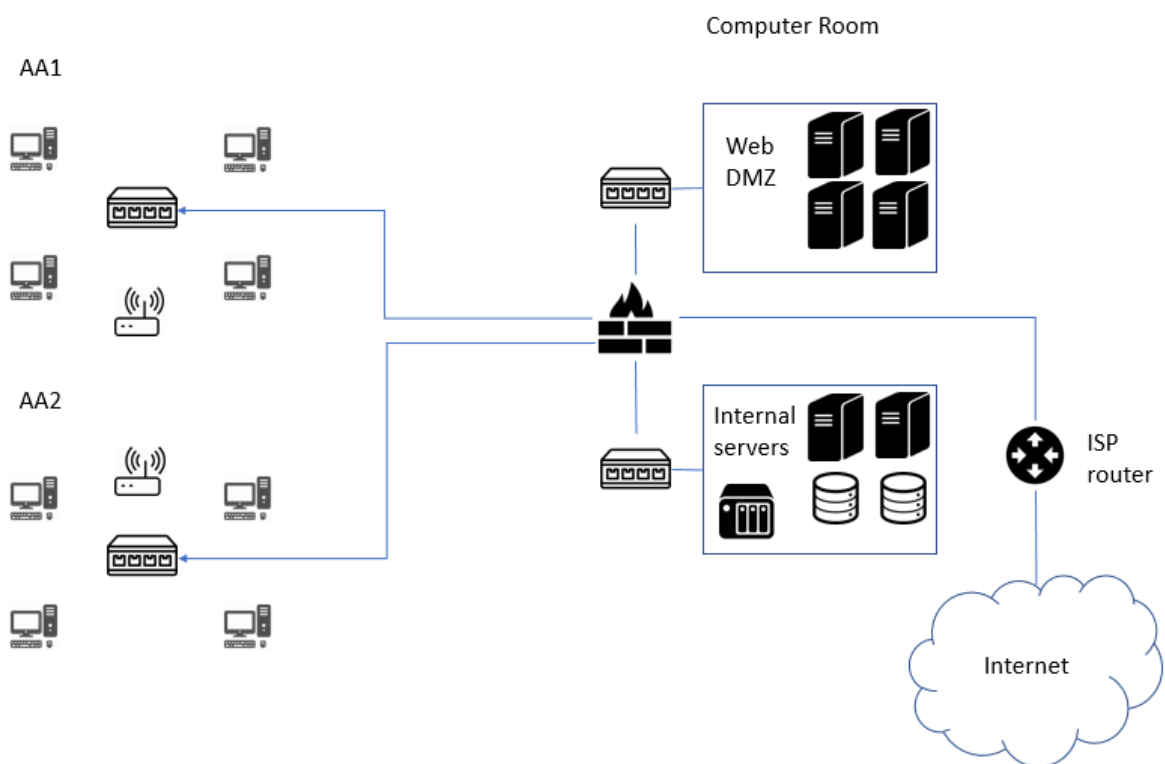 Computer Room
AA1
Web
DMZ
AA2
Internal
servers
ISP
router
Internet